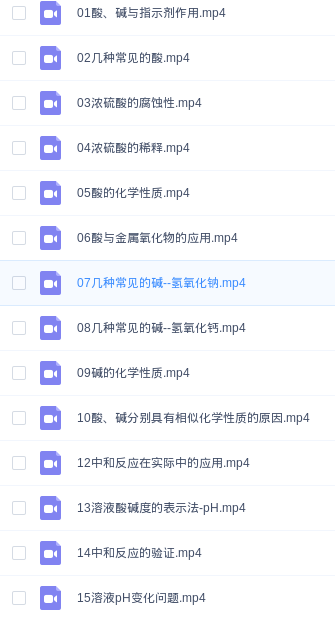 01酸、碱与指示剂作用.mp4
02几种常见的酸.mp4
03浓硫酸的腐蚀性.mp4
04浓硫酸的稀释.mp4
05酸的化学性质.mp4
06酸与金属氧化物的应用.mp4
07几种常见的碱--氢氧化钠.mp4
08几种常见的碱--氢氧化钙.mp4
09碱的化学性质.mp4
10酸、碱分别具有相似化学性质的原因.mp4
12中和反应在实际中的应用.mp4
13溶液酸碱度的表示法-pH.mp4
14中和反应的验证.mp4
15溶液pH变化问题.mp4